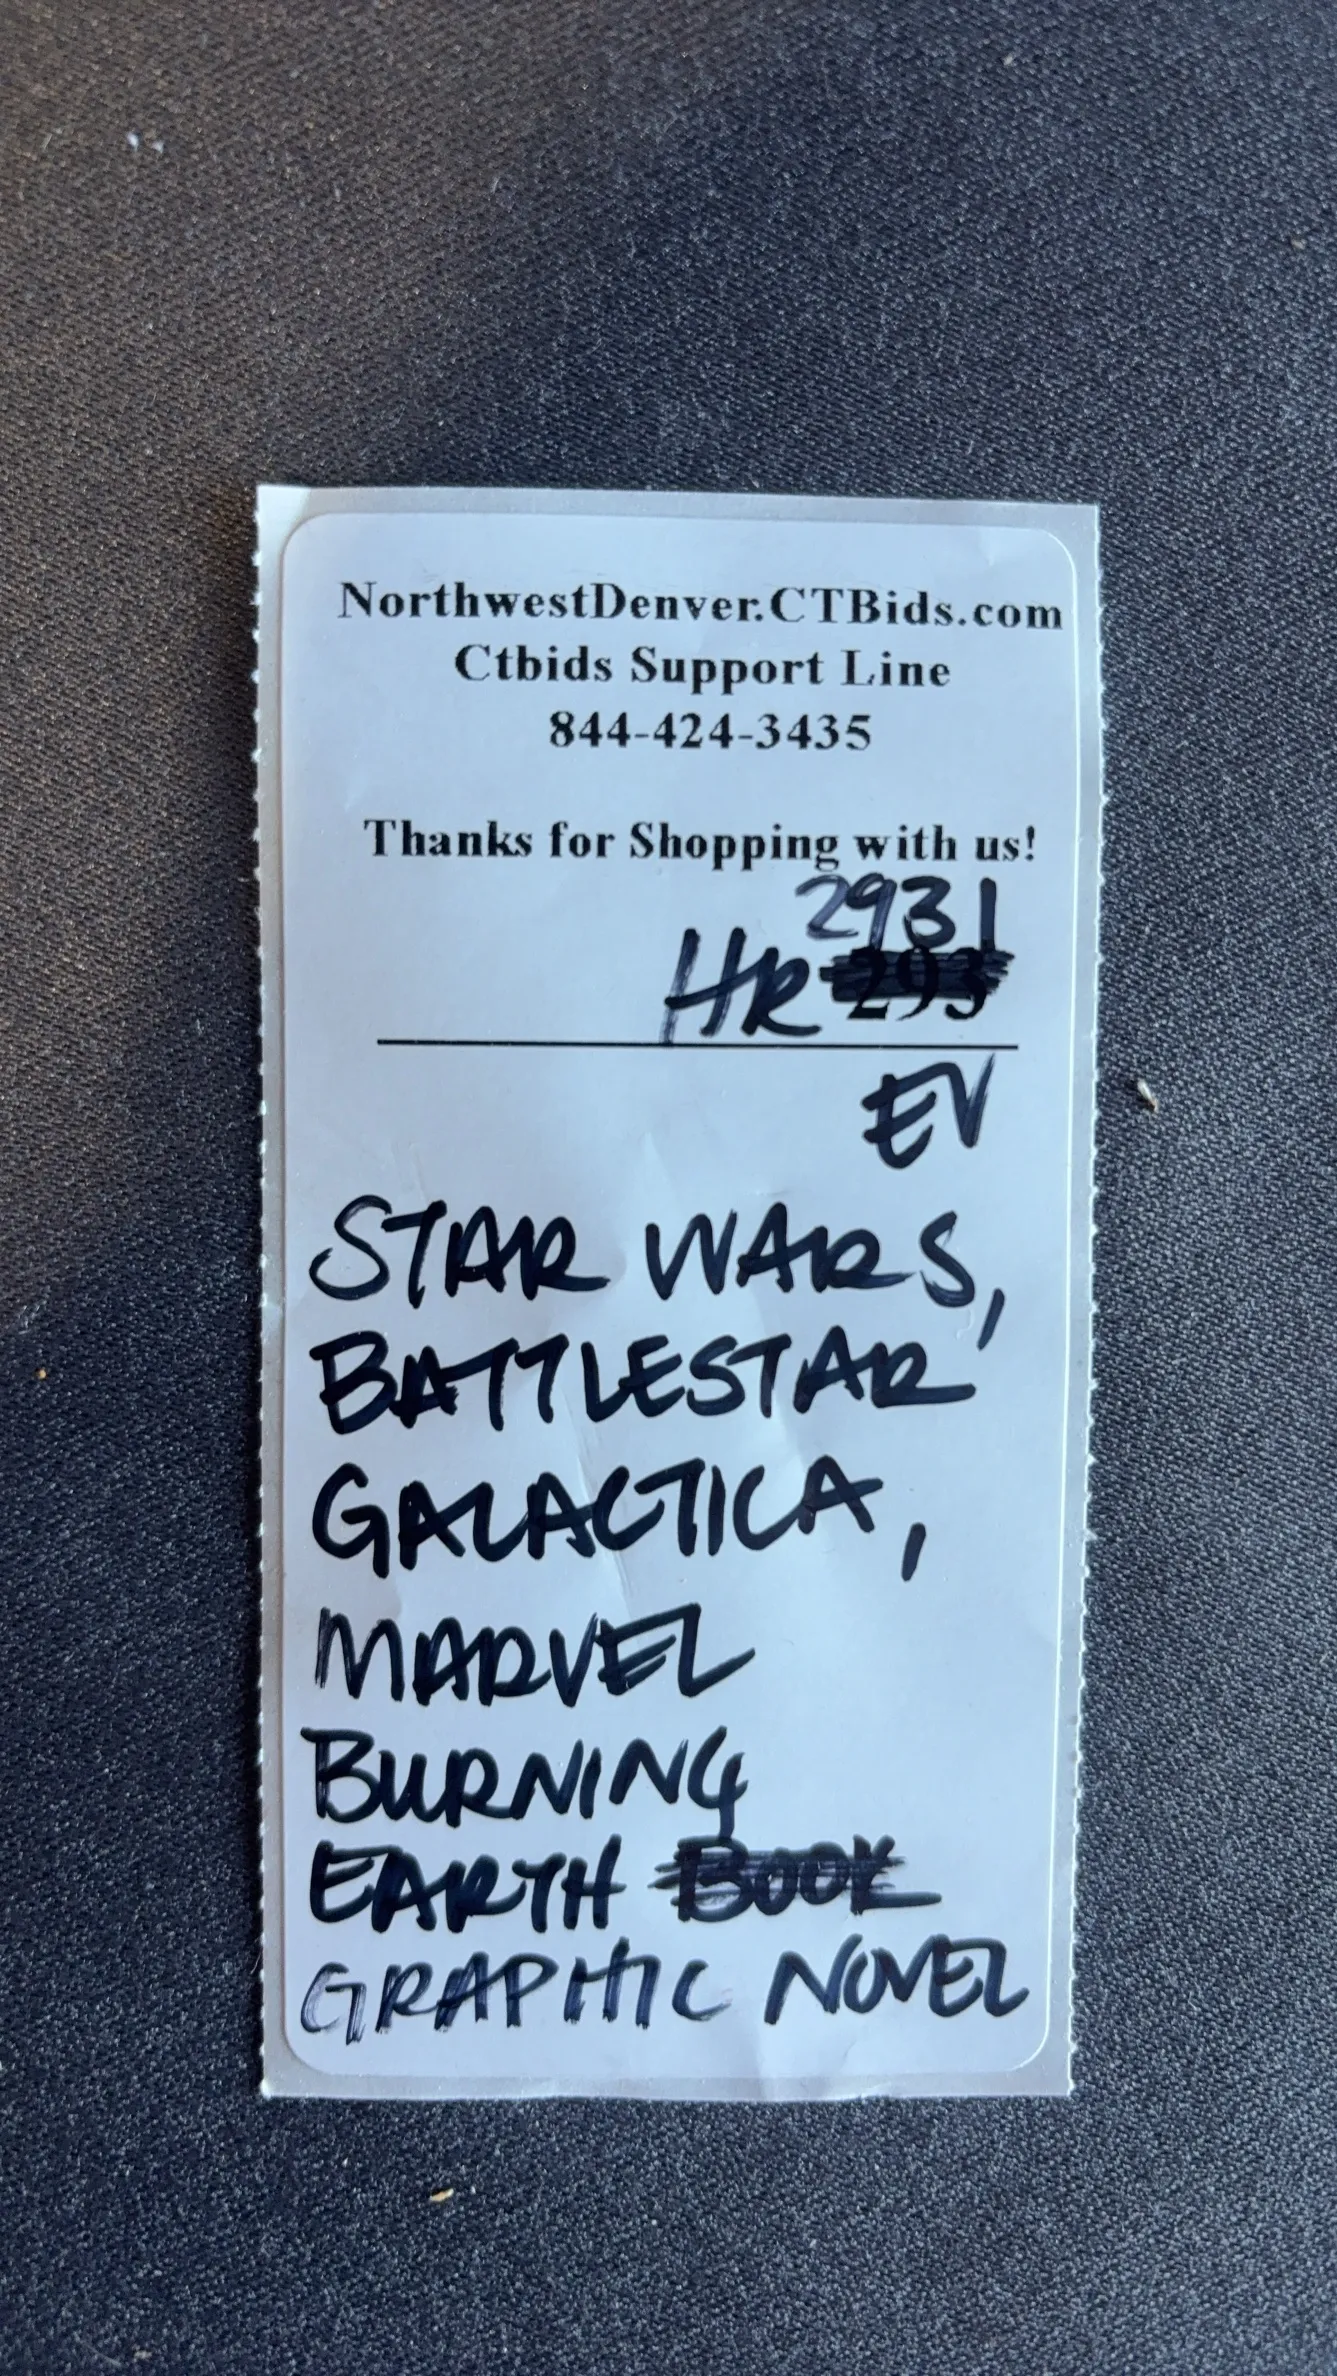 NorthwestDenver.CTBids.com
Ctbids Support Line
844-424-3435
Thanks for Shopping with us!
2931
HR 293
EV
STAR WARS,
BATTLESTAR
GALACTICA,
MARVEL
BURNING
EARTH BOOK
GRAPHIC NOVEL